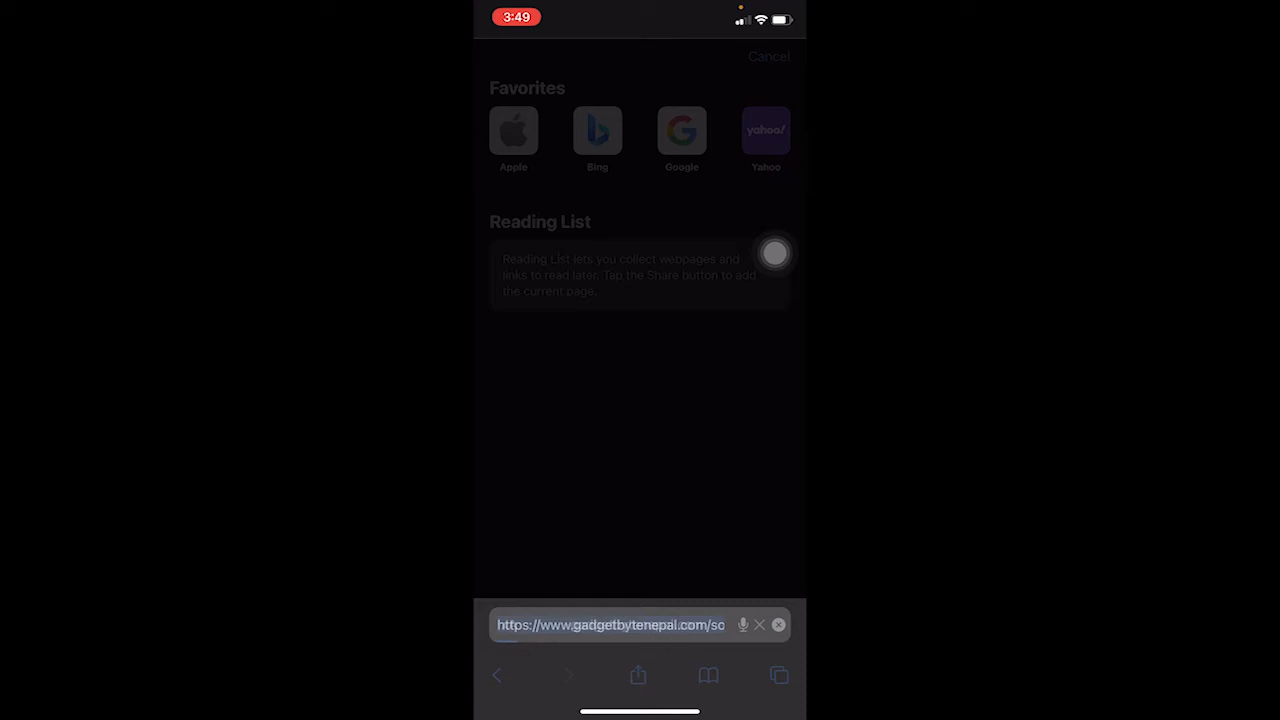 3:49
Cancel
Favorites
yahoo!
Apple
Bing
Google
Yahoo
Reading List
Reading List lets you collect webpages and
links to read later. Tap the Share button to add
the current page.
https://www.gadgetbytenepal.com/sc